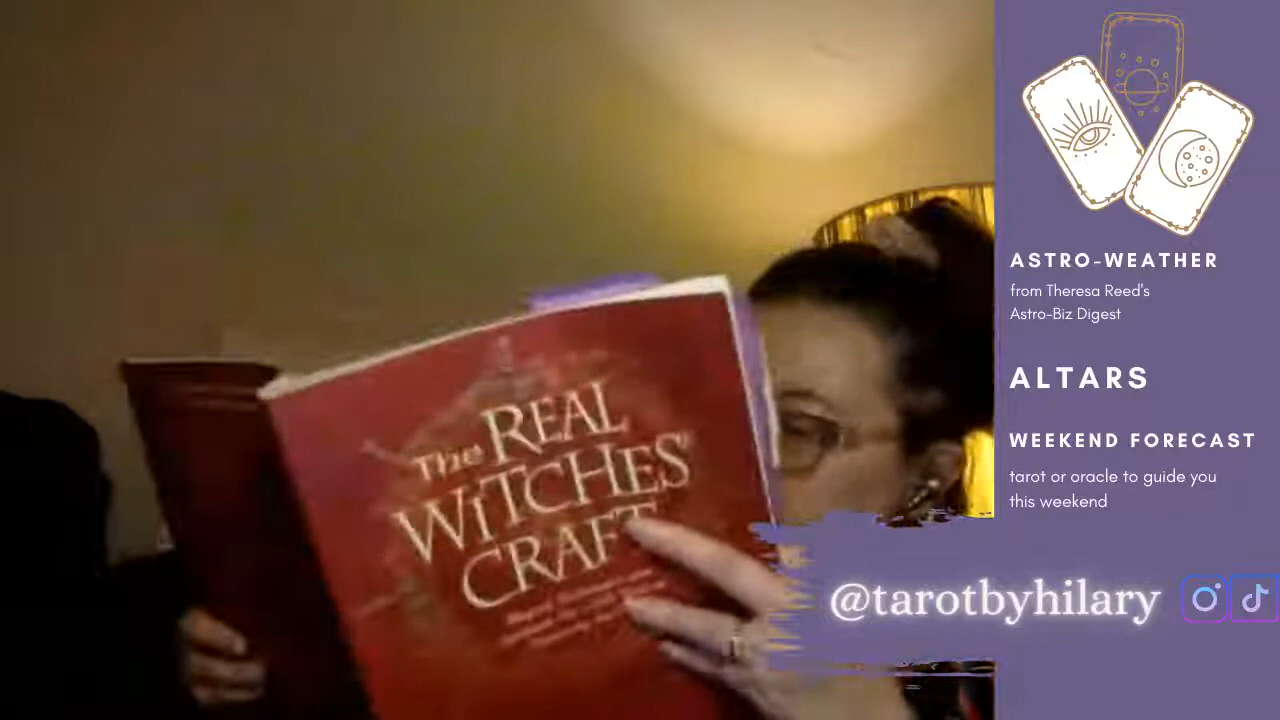 The REAL
WITCHES'
CRAFT
ASTRO-WEATHER
from Theresa Reed's
Astro-Biz Digest
ALTARS
WEEKEND FORECAST
tarot or oracle to guide you
this weekend
@tarotbyhilary